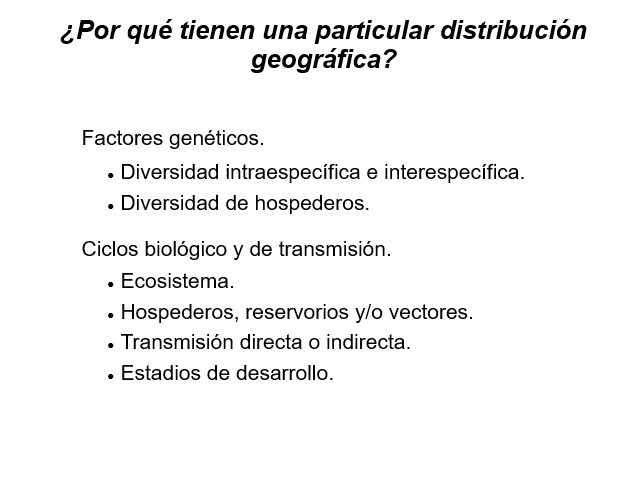 ¿Por qué tienen una particular distribución
geográfica?
Factores genéticos.
● Diversidad intraespecífica e interespecífica.
● Diversidad de hospederos.
Ciclos biológico y de transmisión.
● Ecosistema.
● Hospederos, reservorios y/o vectores.
● Transmisión directa o indirecta.
● Estadios de desarrollo.